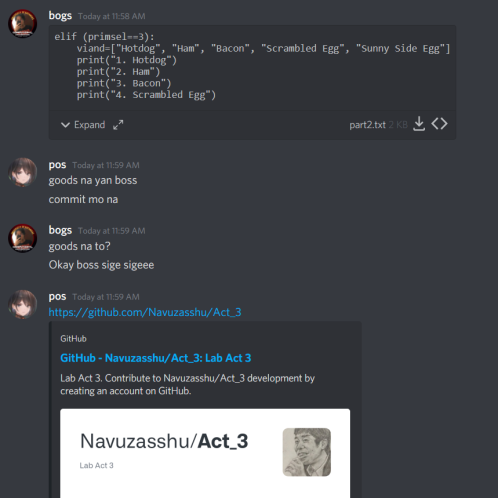 bogs Today at 11:58 AM
elif (primsel==3):
    viand=["Hotdog", "Ham", "Bacon", "Scrambled Egg", "Sunny Side Egg"]
    print("1. Hotdog")
    print("2. Ham")
    print("3. Bacon")
    print("4. Scrambled Egg")
Expand part2.txt 2 KB
pos Today at 11:59 AM
goods na yan boss
commit mo na
bogs Today at 11:59 AM
goods na to?
Okay boss sige sigeee
pos Today at 11:59 AM
https://github.com/Navuzasshu/Act_3
GitHub
GitHub - Navuzasshu/Act_3: Lab Act 3
Lab Act 3. Contribute to Navuzasshu/Act_3 development by
creating an account on GitHub.
Navuzasshu/Act_3
Lab Act 3